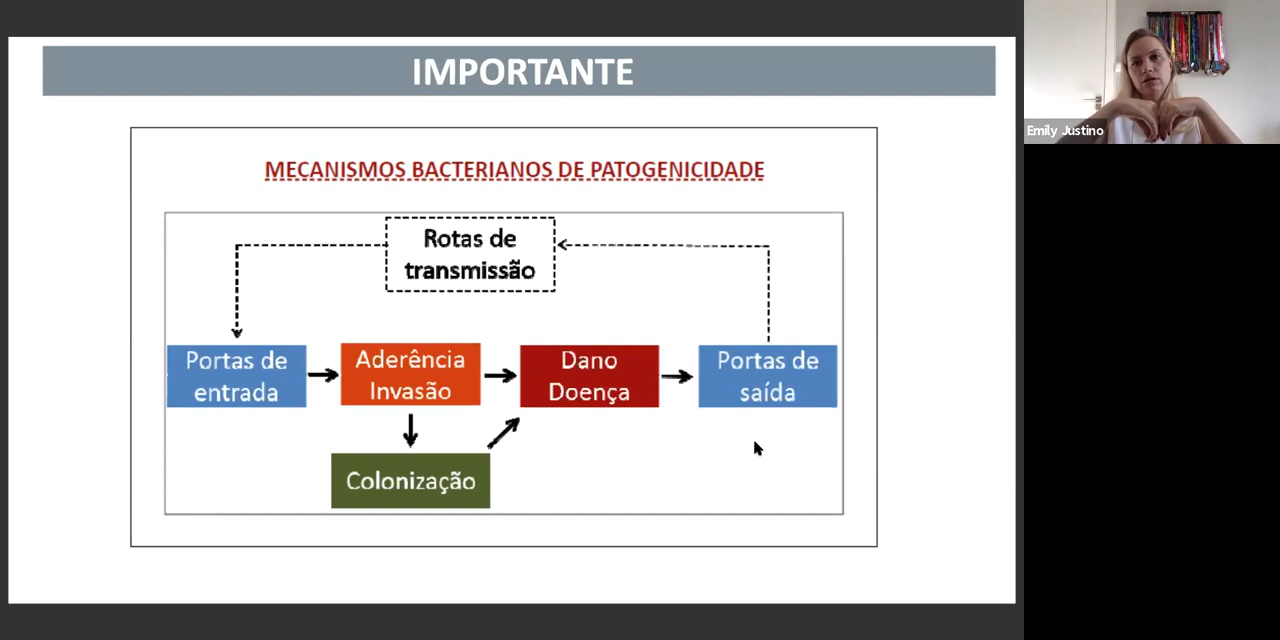 IMPORTANTE
Emily Justino
MECANISMOS BACTERIANOS DE PATOGENICIDADE
Rotas de
transmissão
Portas de
entrada
Aderência
Invasão
Dano
Doença
Portas de
saída
Colonização